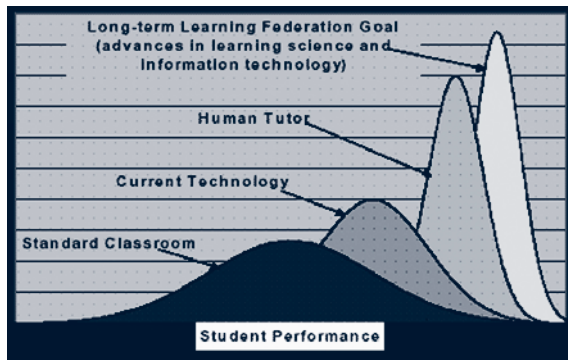 Long-term Learning Federation Goal
(advances in learning science and
information technology)
Human Tutor
Current Technology
Standard Classroom
Student Performance